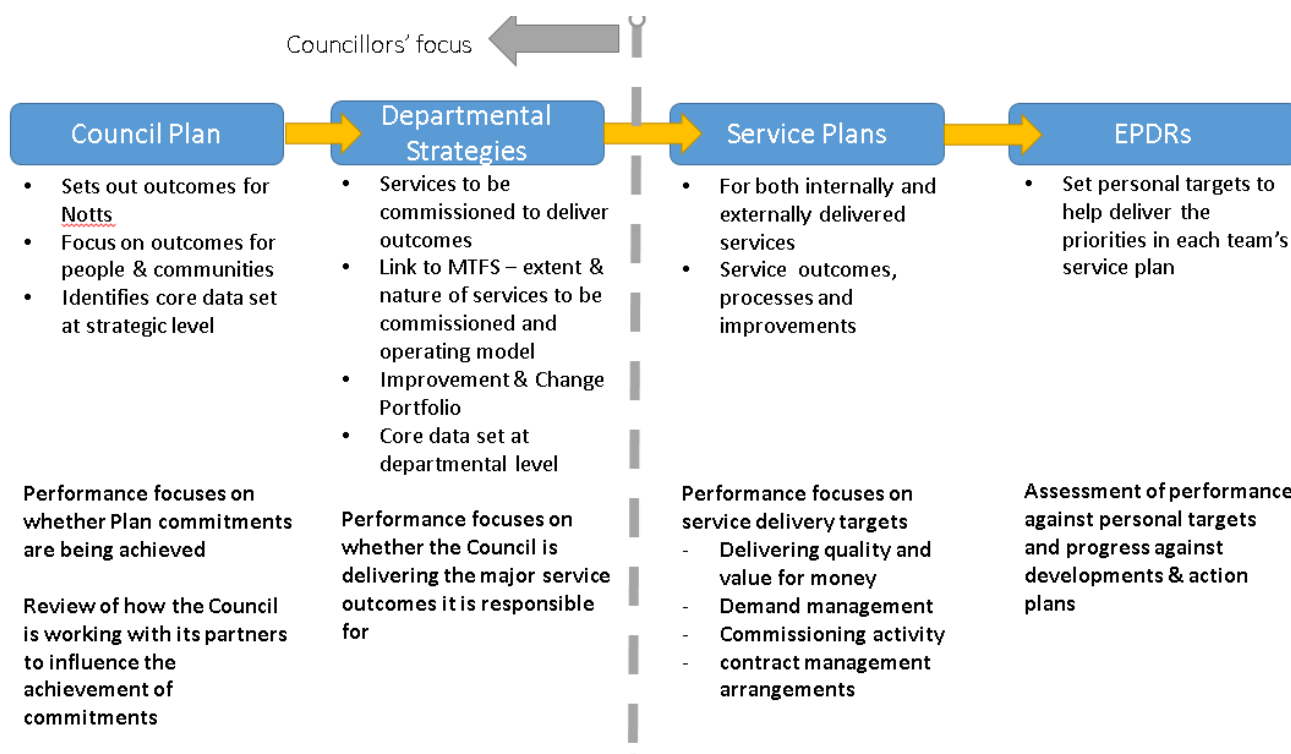 Councillors’ focus
Council Plan
• Sets out outcomes for
Notts
• Focus on outcomes for
people & communities
• Identifies core data set
at strategic level
Performance focuses on
whether Plan commitments
are being achieved
Review of how the Council
is working with its partners
to influence the
achievement of
commitments
Departmental
Strategies
• Services to be
commissioned to deliver
outcomes
• Link to MTFS – extent &
nature of services to be
commissioned and
operating model
• Improvement & Change
Portfolio
• Core data set at
departmental level
Performance focuses on
whether the Council is
delivering the major service
outcomes it is responsible
for
Service Plans
• For both internally and
externally delivered
services
• Service outcomes,
processes and
improvements
Performance focuses on
service delivery targets
- Delivering quality and
value for money
- Demand management
- Commissioning activity
- contract management
arrangements
EPDRs
• Set personal targets to
help deliver the
priorities in each team’s
service plan
Assessment of performance
against personal targets
and progress against
developments & action
plans